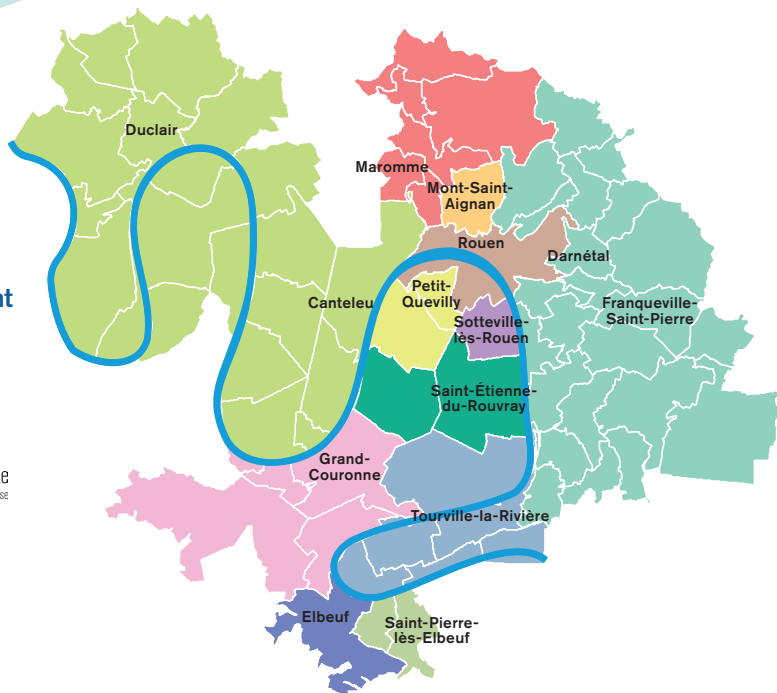 Duclair
Maromme
Mont-Saint-
Aignan
Rouen
Darnétal
nt
Canteleu
Petit-
Quevilly
Franqueville-
Saint-Pierre
Sotteville-
lès-Rouen
Saint-Étienne-
du-Rouvray
Grand-
Couronne
Tourville-la-Rivière
Elbeuf
Saint-Pierre-
lès-Elbeuf